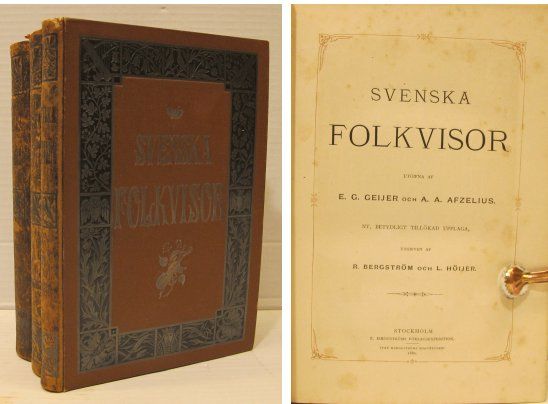 SVENSKA
FOLKVISOR
SVENSKA
FOLKVISOR
UTGIFNA AF
E. G. GEIJER OCH A. A. AFZELIUS.
NY, BETYDLIGT TILLÖKAD UPPLAGA,
UTGIFVEN AF
R. BERGSTRÖM OCH L. HÖIJER.
STOCKHOLM